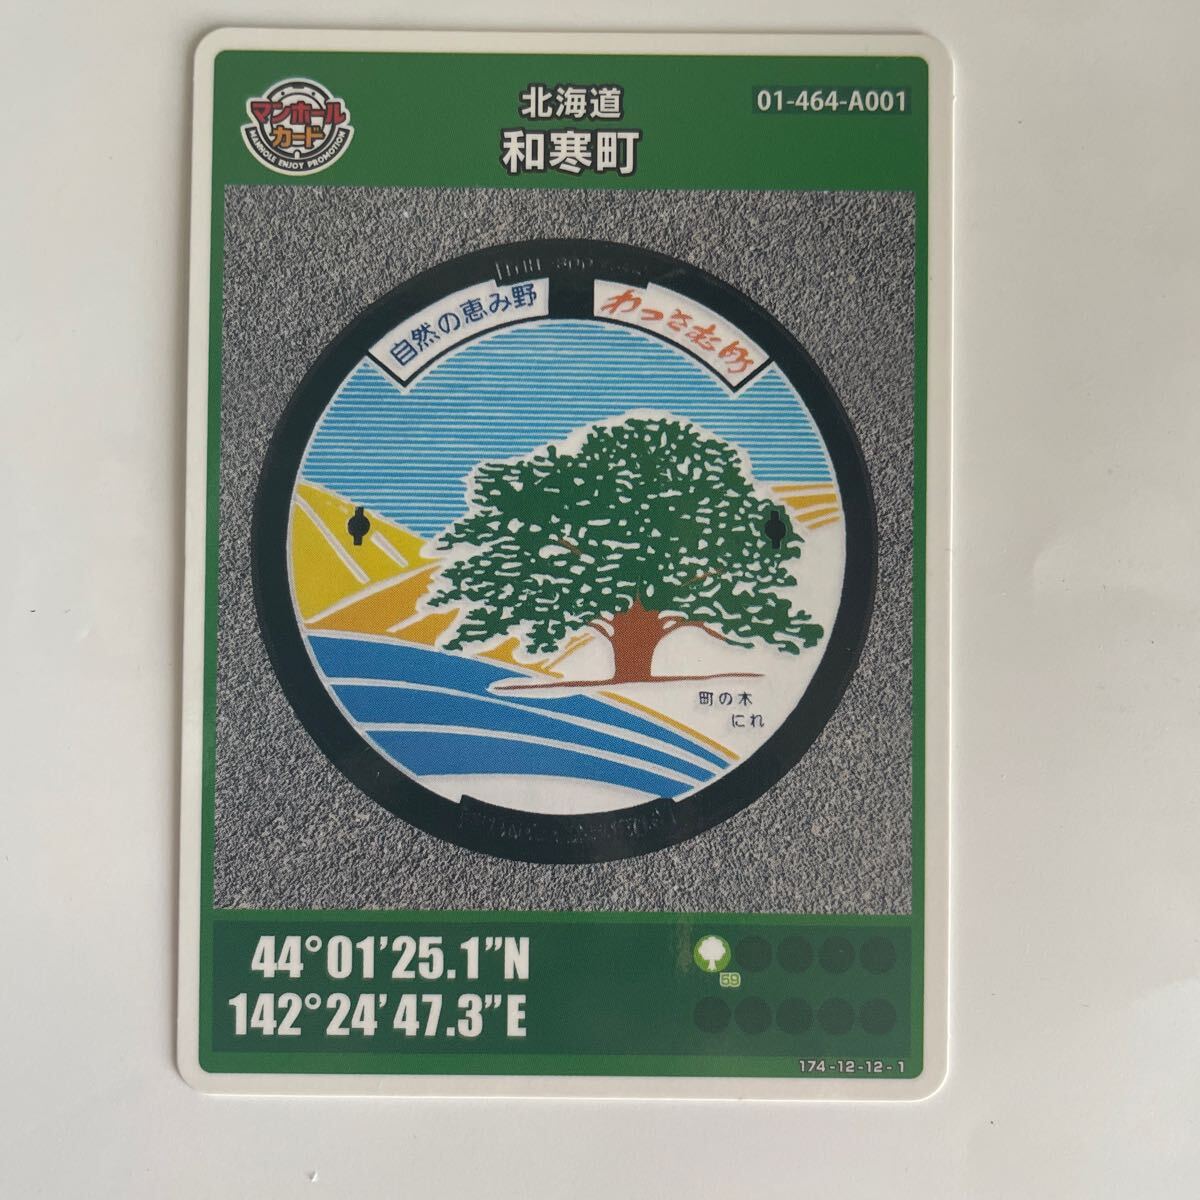 マンホール
カード
MANHOLE ENJOY PROMOTION
北海道
和寒町
01-464-A001
自然の恵み野
わっさむ町
町の木
にれ
44°01'25.1"N
142°24'47.3"E
59
174-12-12-1